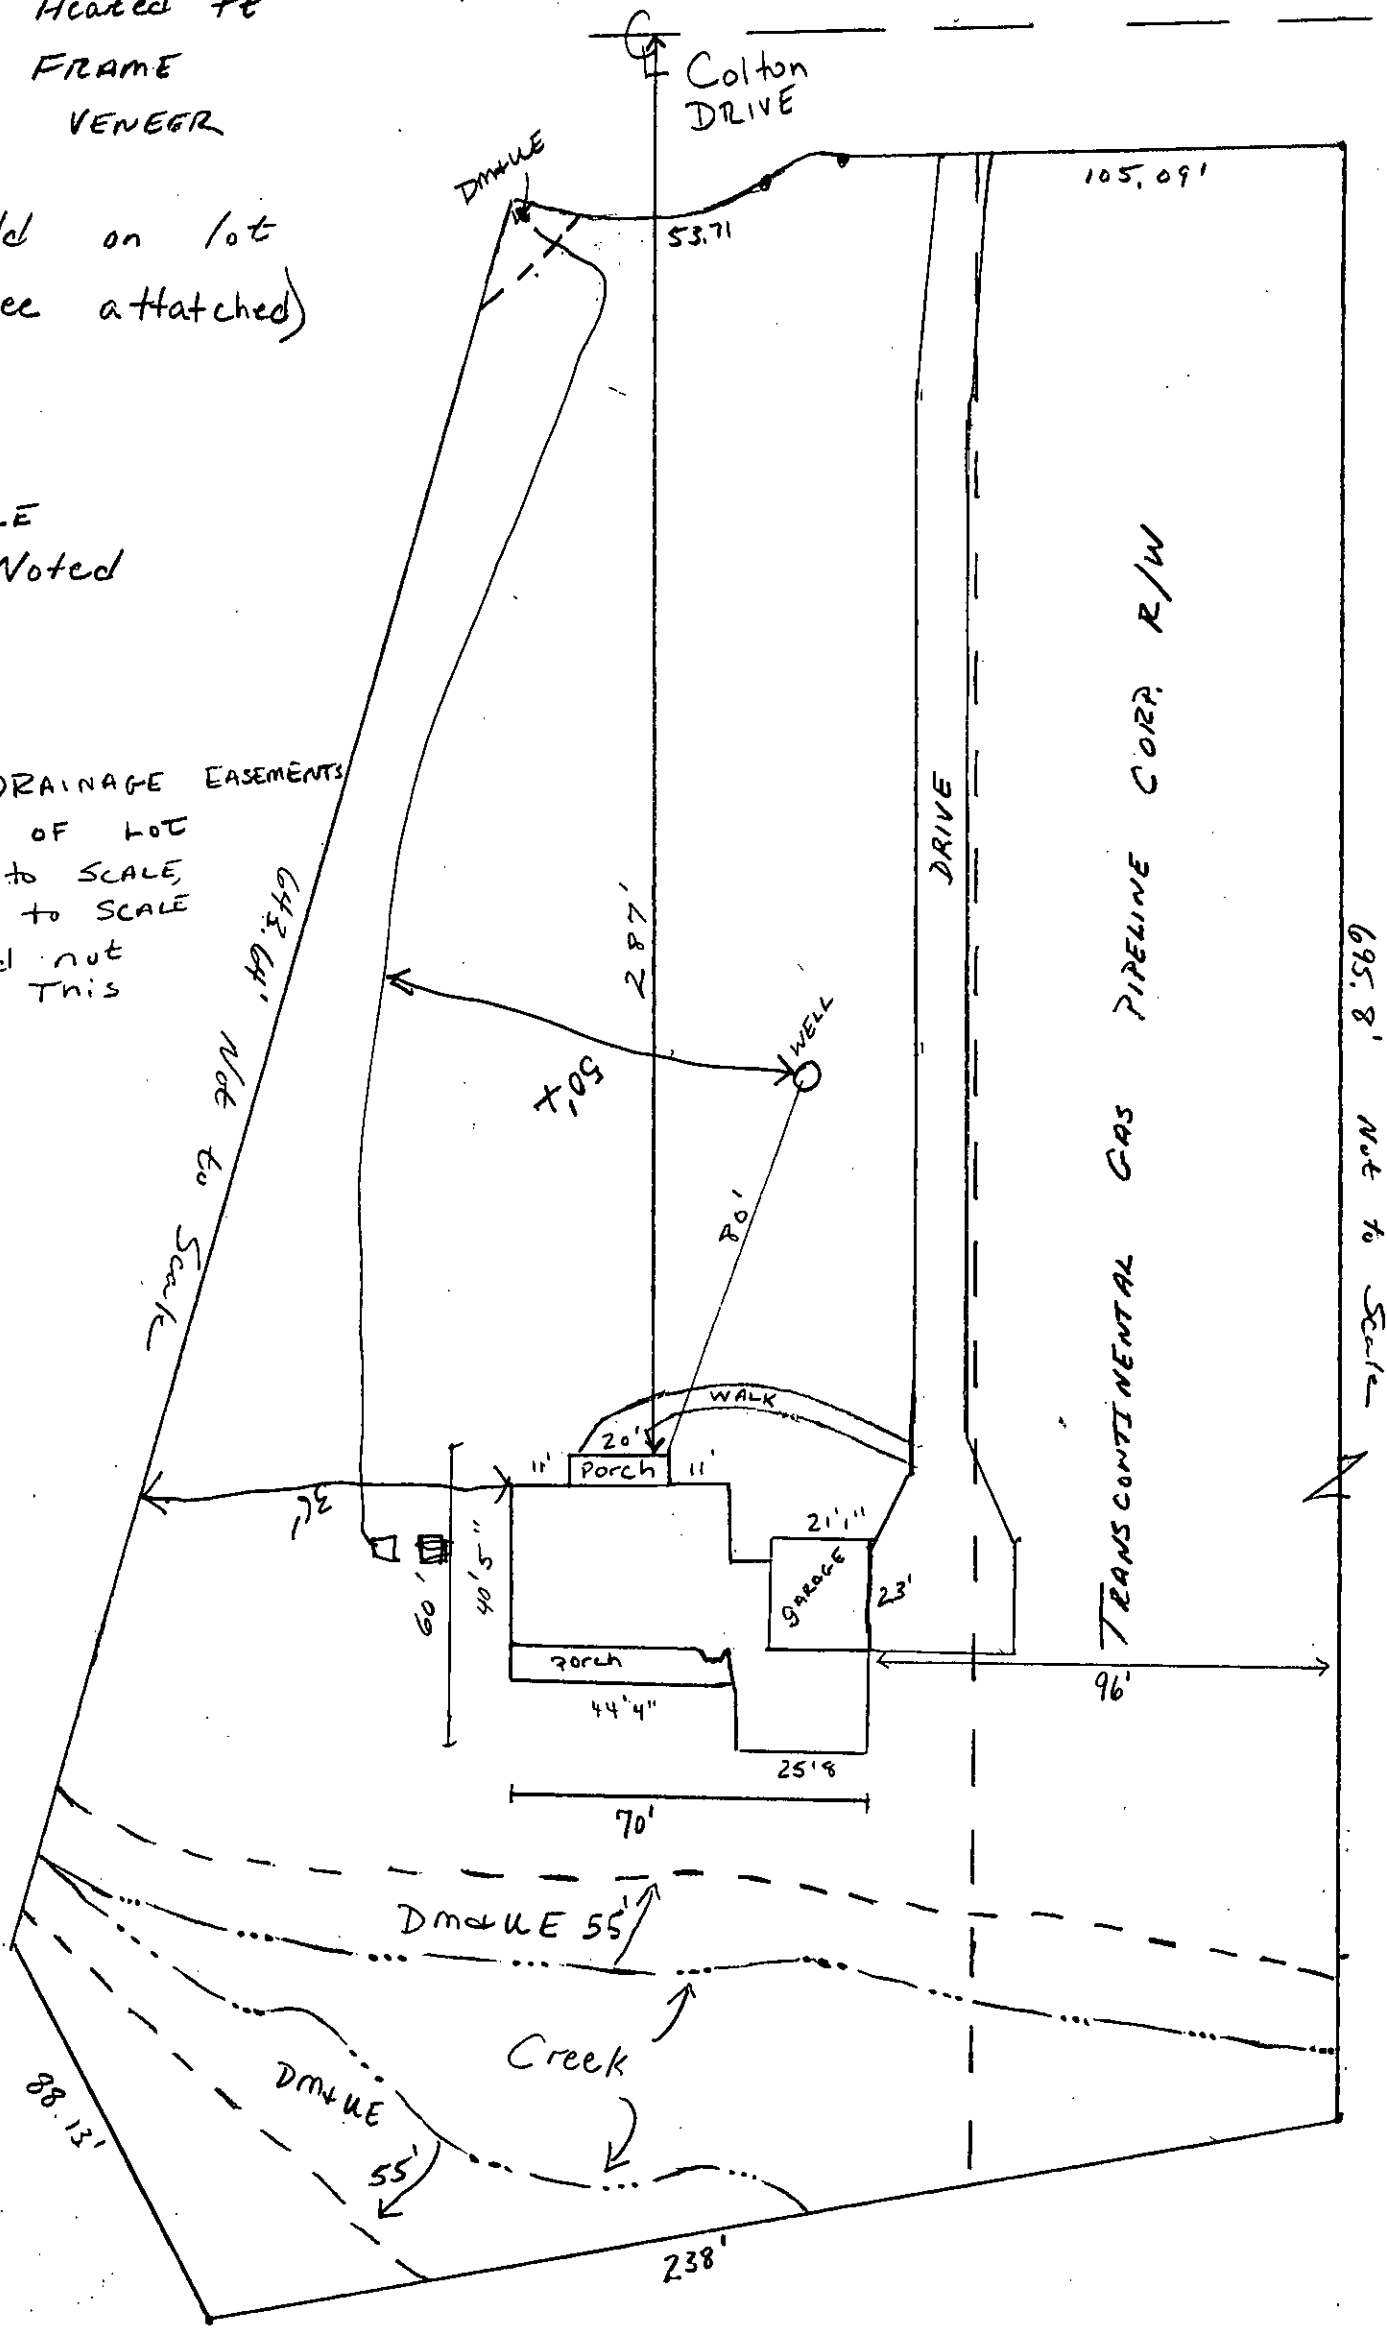 Heated ft
FRAME
VENEER
on lot
attatched)
Noted
DRAINAGE EASEMENTS
OF LOT
to SCALE,
to SCALE
not
This
℄
Colton
DRIVE
DM+UE
53.71
105.09'
643.64' Not to Scale
287'
50'+
WELL
80'
DRIVE
TRANSCONTINENTAL GAS PIPELINE CORP. R/W
695.8' Not to Scale
WALK
20'
11'
Porch
11'
21'1"
garage
23'
60'
40'5"
Porch
44'4"
25'8
70'
96'
DM+UE 55'
Creek
DM+UE
55'
88.13'
238'